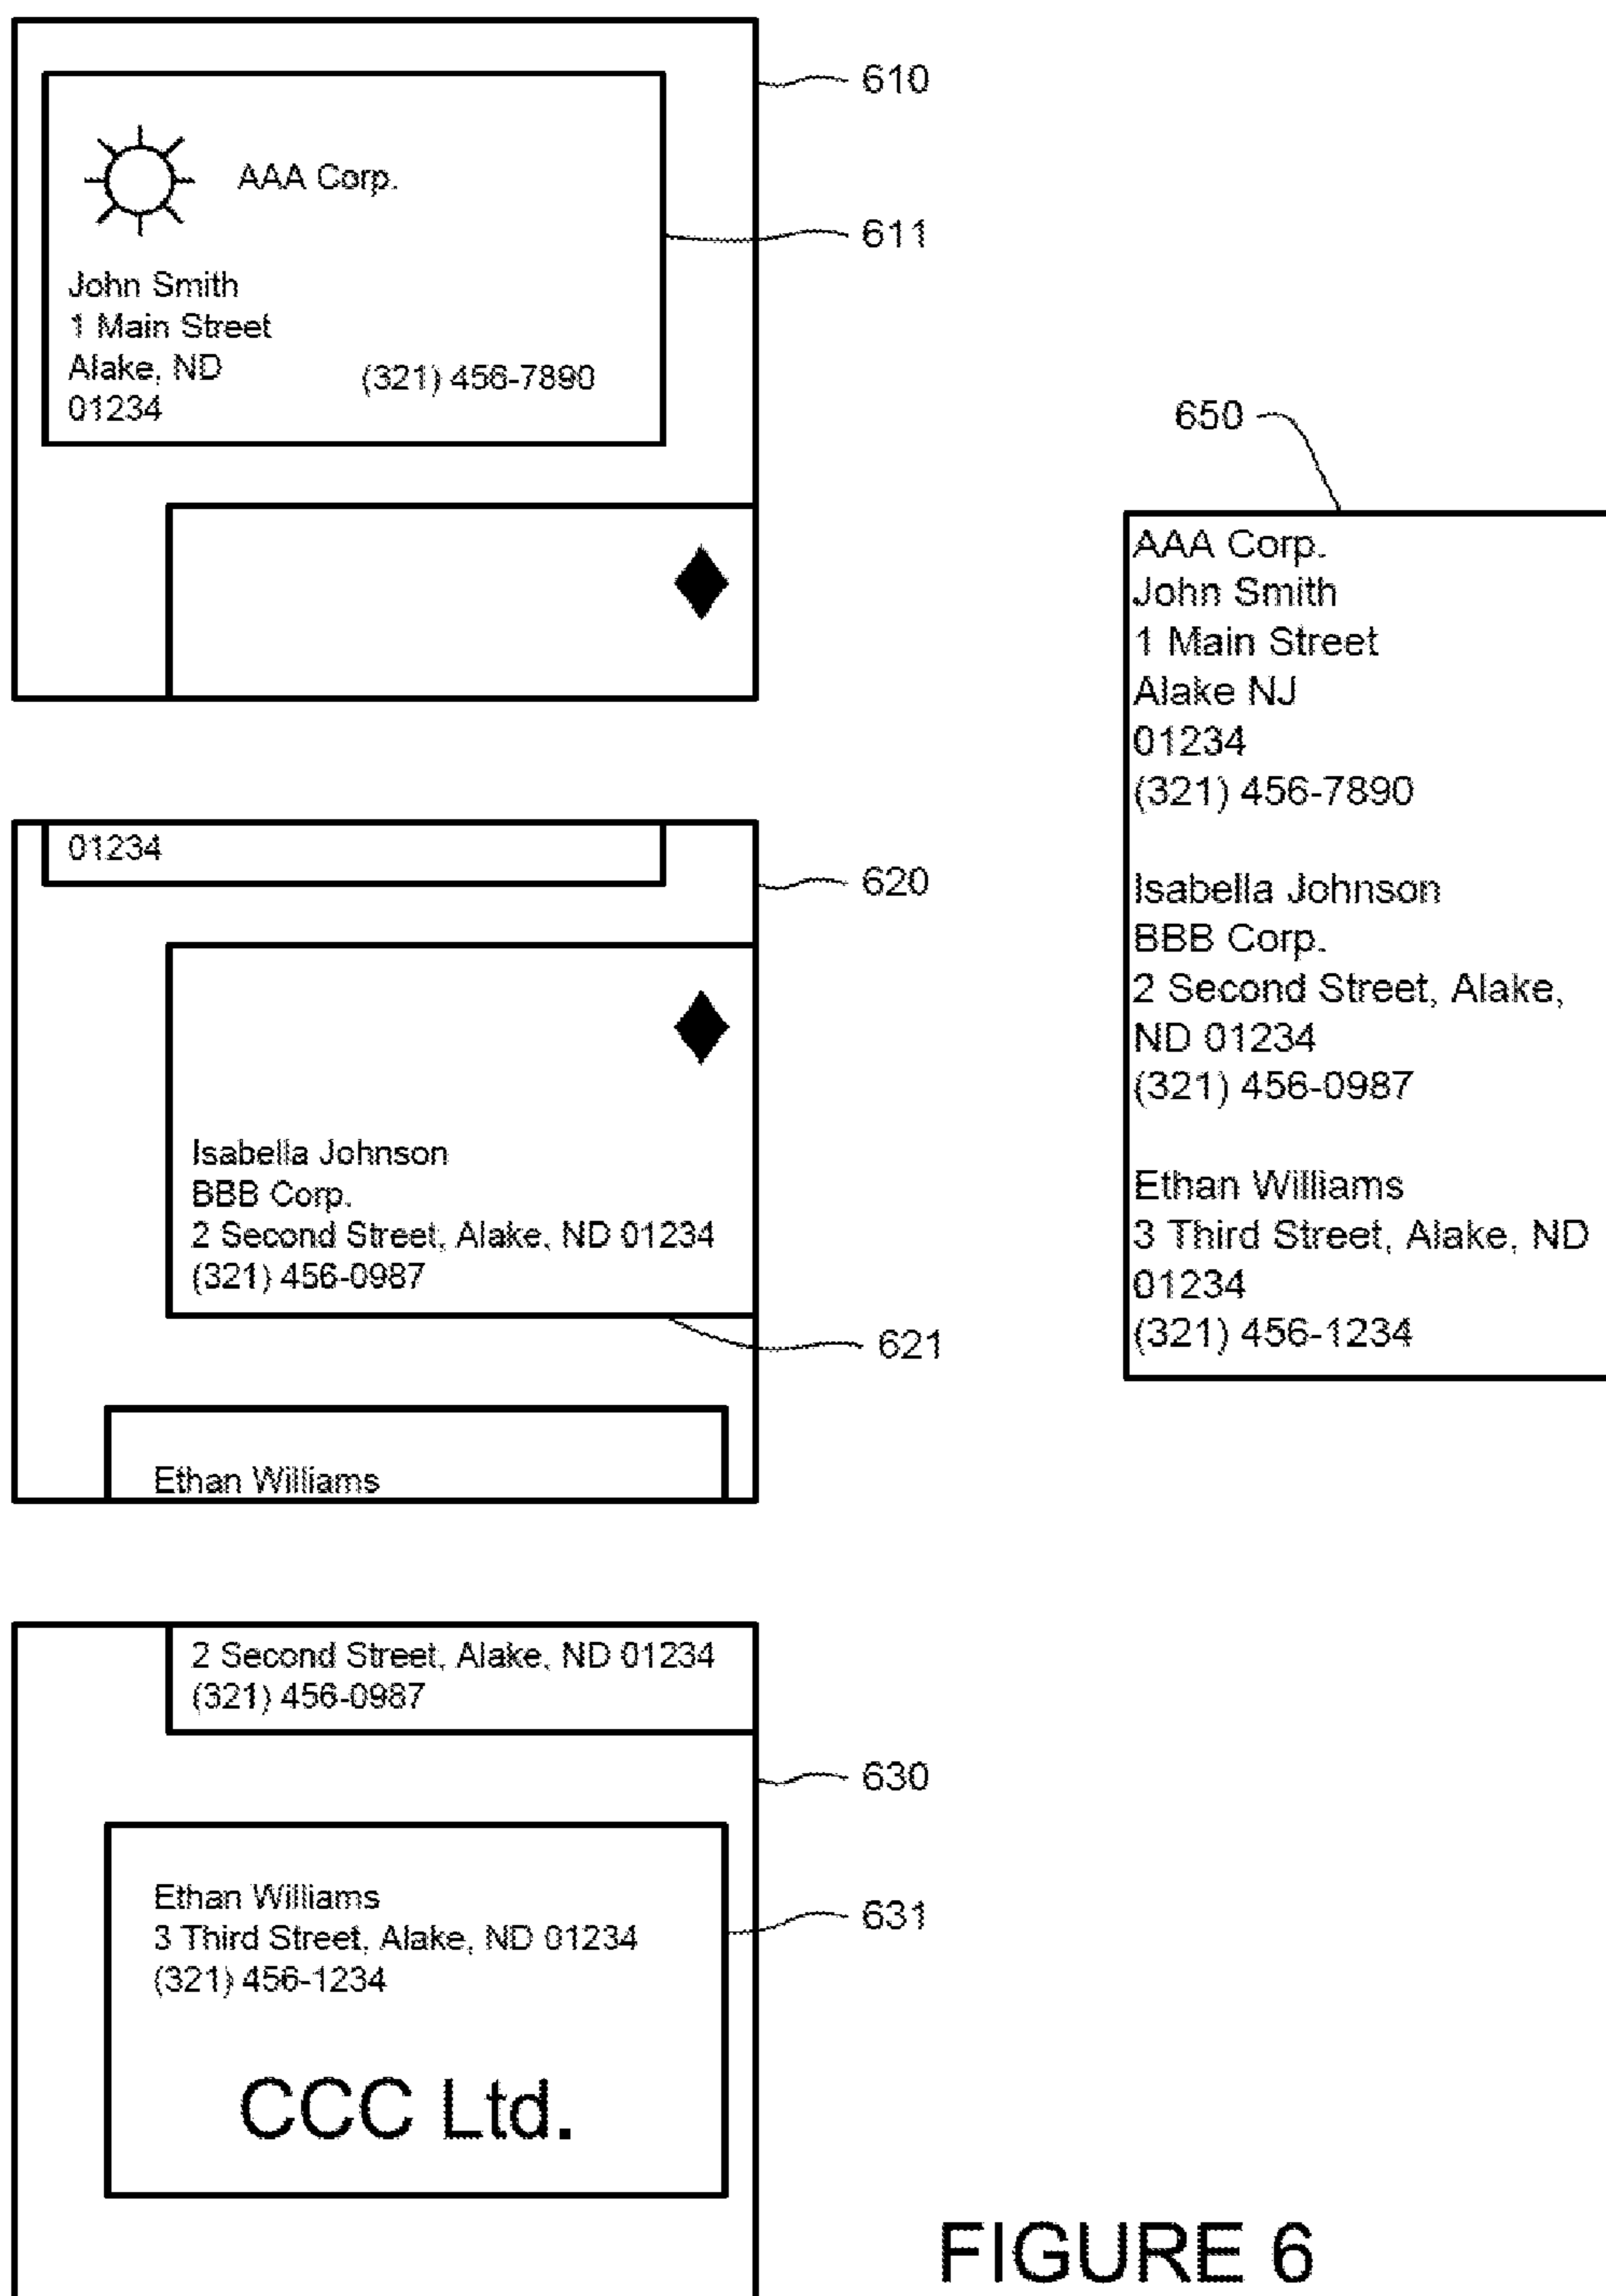 610
AAA Corp.
611
John Smith
1 Main Street
Alake, ND
01234
(321) 456-7890
01234
620
Isabella Johnson
BBB Corp.
2 Second Street, Alake, ND 01234
(321) 456-0987
621
Ethan Williams
2 Second Street, Alake, ND 01234
(321) 456-0987
630
Ethan Williams
3 Third Street, Alake, ND 01234
(321) 456-1234
631
CCC Ltd.
650
AAA Corp.
John Smith
1 Main Street
Alake NJ
01234
(321) 456-7890
Isabella Johnson
BBB Corp.
2 Second Street, Alake,
ND 01234
(321) 456-0987
Ethan Williams
3 Third Street, Alake, ND
01234
(321) 456-1234
FIGURE 6